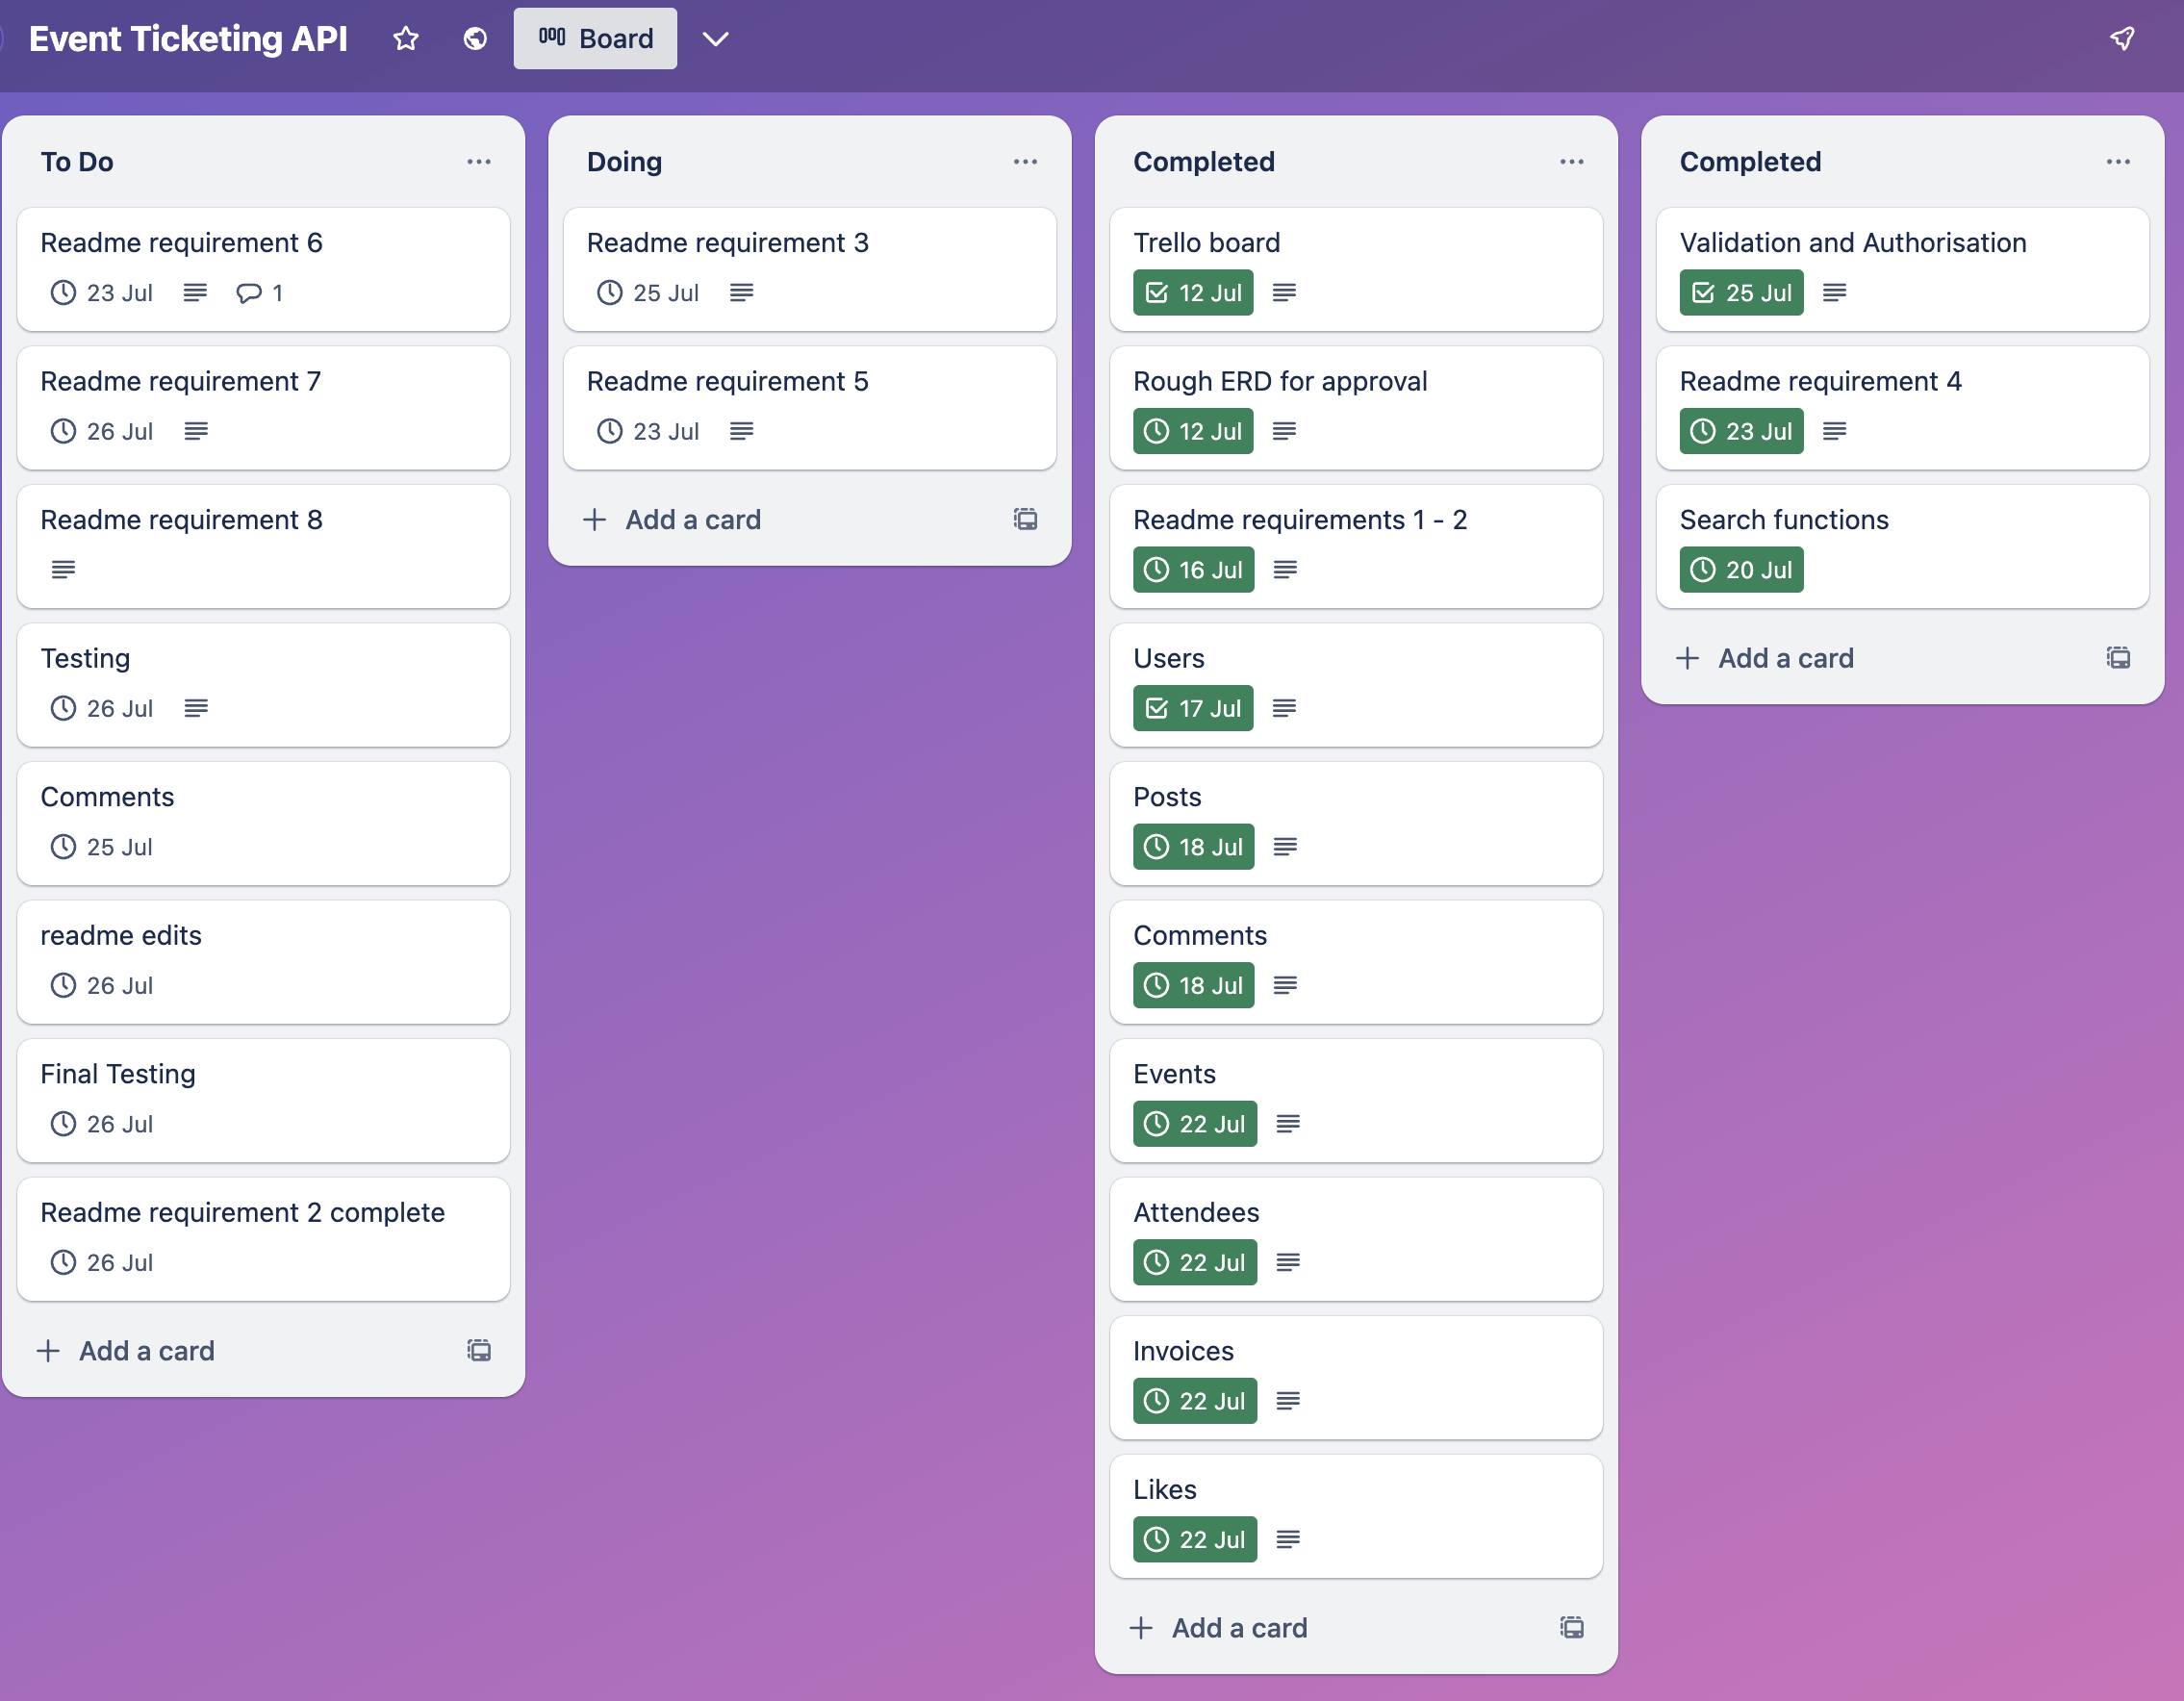 Event Ticketing API
Board
To Do
Readme requirement 6
23 Jul 1
Readme requirement 7
26 Jul
Readme requirement 8
Testing
26 Jul
Comments
25 Jul
readme edits
26 Jul
Final Testing
26 Jul
Readme requirement 2 complete
26 Jul
Add a card
Doing
Readme requirement 3
25 Jul
Readme requirement 5
23 Jul
Add a card
Completed
Trello board
12 Jul
Rough ERD for approval
12 Jul
Readme requirements 1 - 2
16 Jul
Users
17 Jul
Posts
18 Jul
Comments
18 Jul
Events
22 Jul
Attendees
22 Jul
Invoices
22 Jul
Likes
22 Jul
Add a card
Completed
Validation and Authorisation
25 Jul
Readme requirement 4
23 Jul
Search functions
20 Jul
Add a card